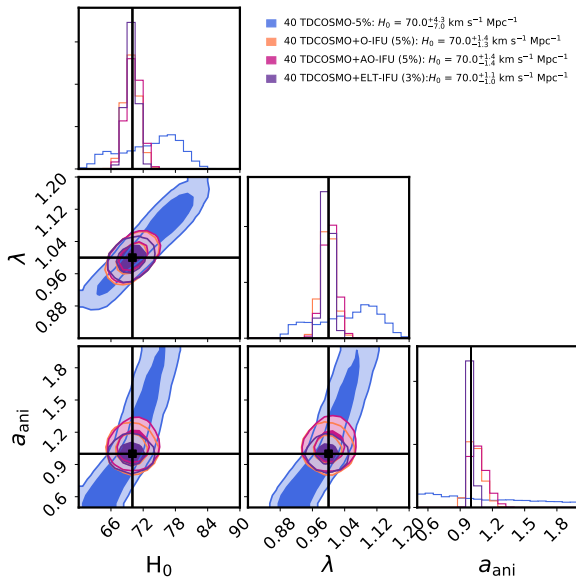 40 TDCOSMO-5%: H₀ = 70.0⁺⁴·³₋₇.₀ km s⁻¹ Mpc⁻¹
40 TDCOSMO+O-IFU (5%): H₀ = 70.0⁺¹·⁴₋₁.₃ km s⁻¹ Mpc⁻¹
40 TDCOSMO+AO-IFU (5%): H₀ = 70.0⁺¹·⁴₋₁.₄ km s⁻¹ Mpc⁻¹
40 TDCOSMO+ELT-IFU (3%):H₀ = 70.0⁺¹·¹₋₁.₀ km s⁻¹ Mpc⁻¹
1.20
1.12
1.04
0.96
0.88
λ
1.8
1.5
1.2
0.9
0.6
a_ani
66 72 78 84 90
H₀
0.88 0.96 1.04 1.12 1.20
λ
0.6 0.9 1.2 1.5 1.8
a_ani